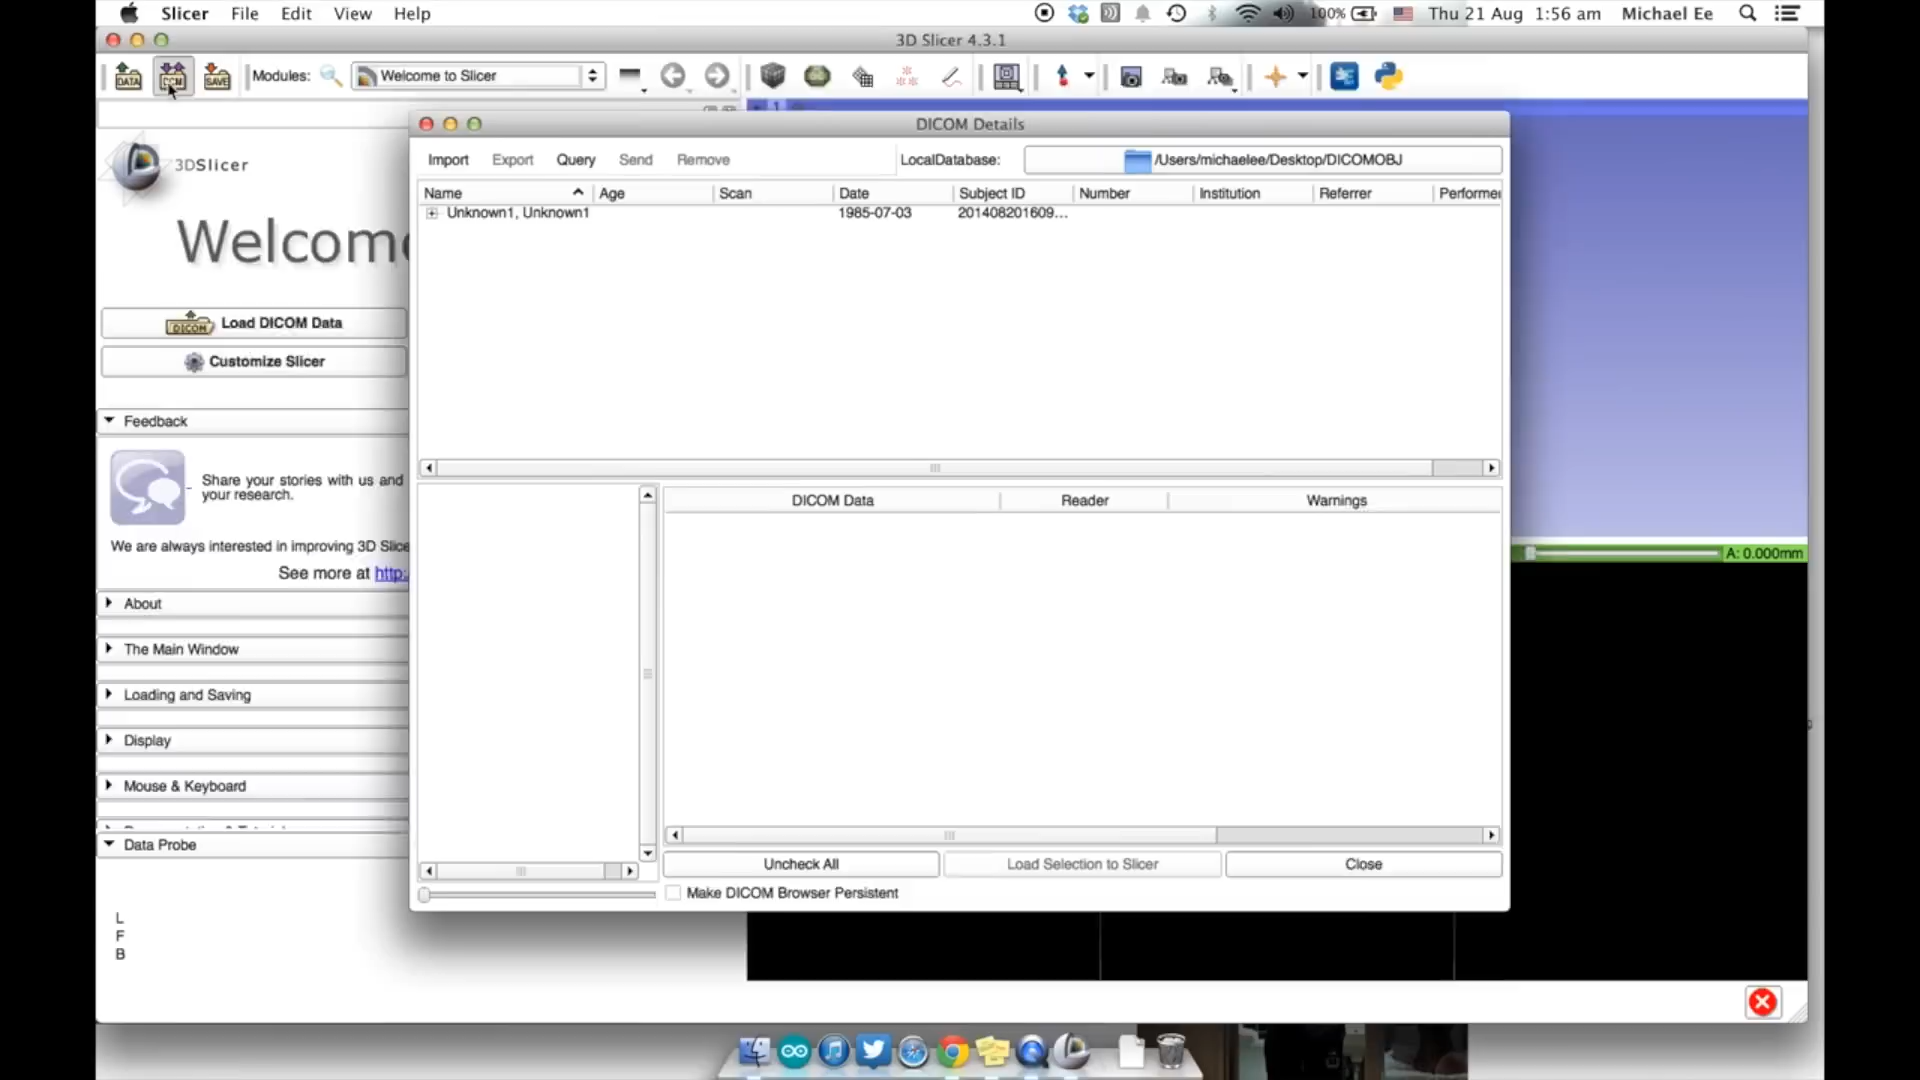 Slicer File Edit View Help 100% Thu 21 Aug 1:56 am Michael Ee
3D Slicer 4.3.1
DATA DCM SAVE Modules: Welcome to Slicer
1
DICOM Details
Import Export Query Send Remove LocalDatabase: /Users/michaelee/Desktop/DICOMOBJ
Name Age Scan Date Subject ID Number Institution Referrer Performer
Unknown1, Unknown1 1985-07-03 201408201609...
3DSlicer
Welcome
DICOM Load DICOM Data
Customize Slicer
Feedback
Share your stories with us and
your research.
We are always interested in improving 3D Slice
See more at http:
About
The Main Window
Loading and Saving
Display
Mouse & Keyboard
Data Probe
L
F
B
DICOM Data Reader Warnings
A: 0.000mm
Uncheck All Load Selection to Slicer Close
Make DICOM Browser Persistent